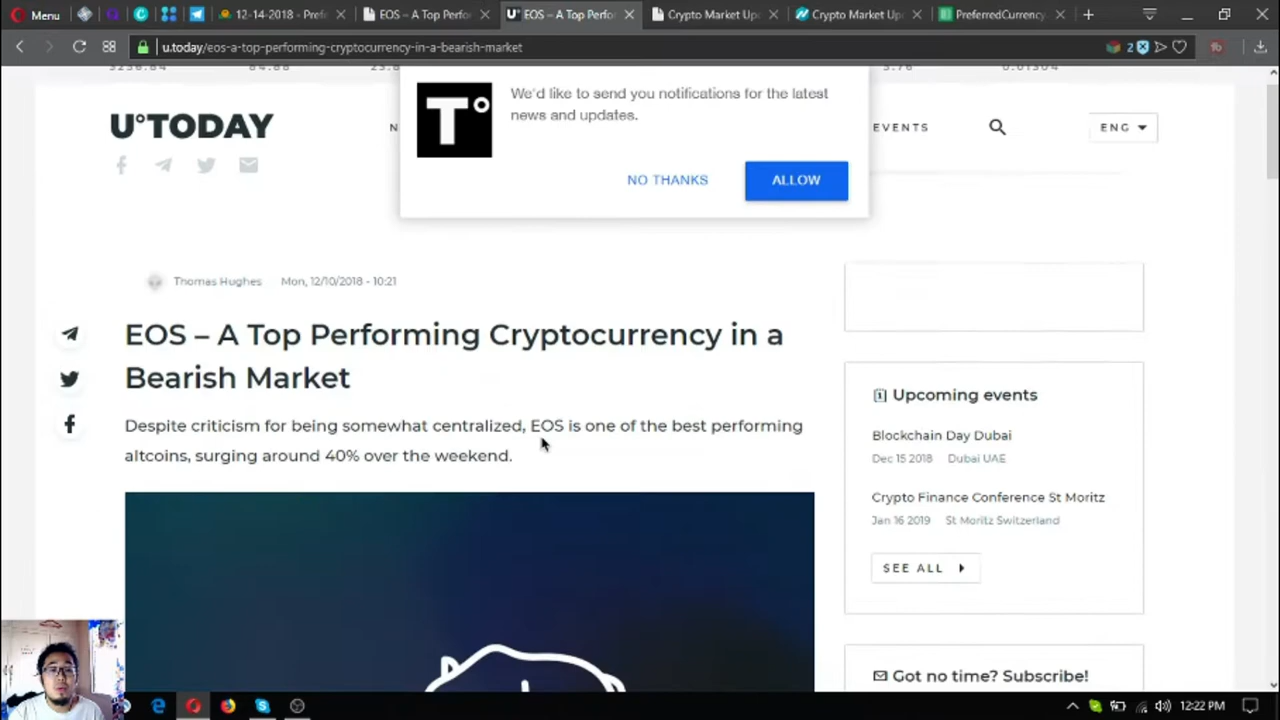 Menu
12-14-2018 - Pref
EOS – A Top Perfor
EOS – A Top Perfor
Crypto Market Up
Crypto Market Up
PreferredCurrency
u.today/eos-a-top-performing-cryptocurrency-in-a-bearish-market
2
We'd like to send you notifications for the latest
news and updates.
NO THANKS
ALLOW
T°
U°TODAY
N
EVENTS
ENG
Thomas Hughes
Mon, 12/10/2018 - 10:21
EOS – A Top Performing Cryptocurrency in a
Bearish Market
Despite criticism for being somewhat centralized, EOS is one of the best performing
altcoins, surging around 40% over the weekend.
Upcoming events
Blockchain Day Dubai
Dec 15 2018 Dubai UAE
Crypto Finance Conference St Moritz
Jan 16 2019 St Moritz Switzerland
SEE ALL
Got no time? Subscribe!
12:22 PM